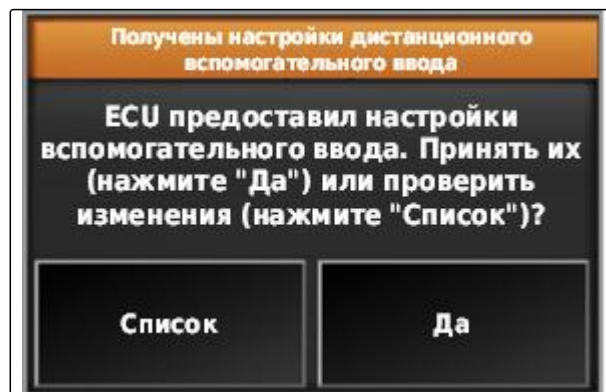 Получены настройки дистанционного
вспомогательного ввода
ECU предоставил настройки
вспомогательного ввода. Принять их
(нажмите "Да") или проверить
изменения (нажмите "Список")?
Список
Да